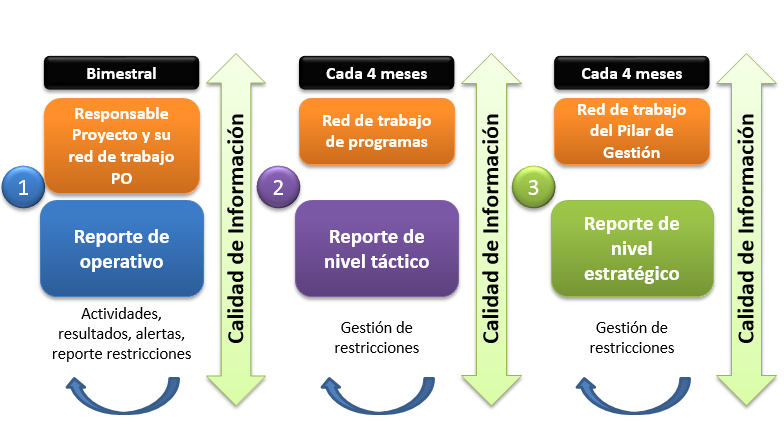 Bimestral
Responsable
Proyecto y su
red de trabajo
PO
1
Reporte de
operativo
Actividades,
resultados, alertas,
reporte restricciones
Calidad de Información
Cada 4 meses
Red de trabajo
de programas
2
Reporte de
nivel táctico
Gestión de
restricciones
Calidad de Información
Cada 4 meses
Red de trabajo
del Pilar de
Gestión
3
Reporte de
nivel
estratégico
Gestión de
restricciones
Calidad de Información